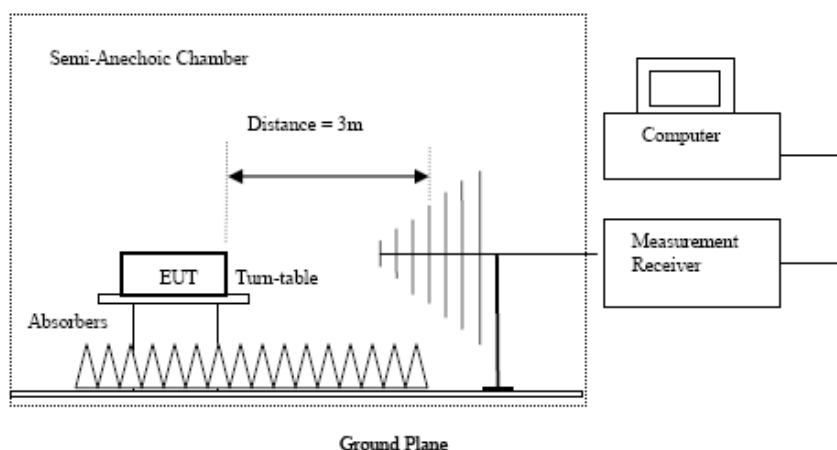 Semi-Anechoic Chamber
Distance = 3m
Computer
Measurement
Receiver
EUT
Turn-table
Absorbers
Ground Plane